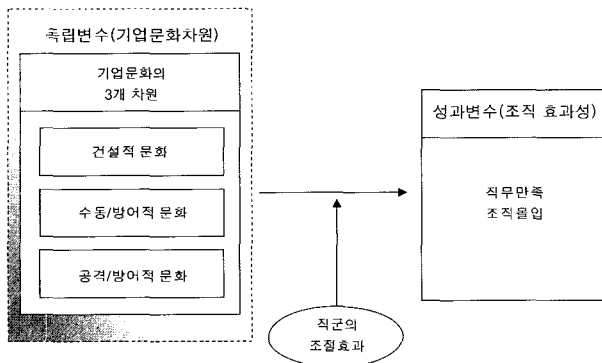 독립변수(기업문화차원)
기업문화의
3개 차원
건설적 문화
수동/방어적 문화
공격/방어적 문화
성과변수(조직 효과성)
직무만족
조직몰입
직군의
조절효과